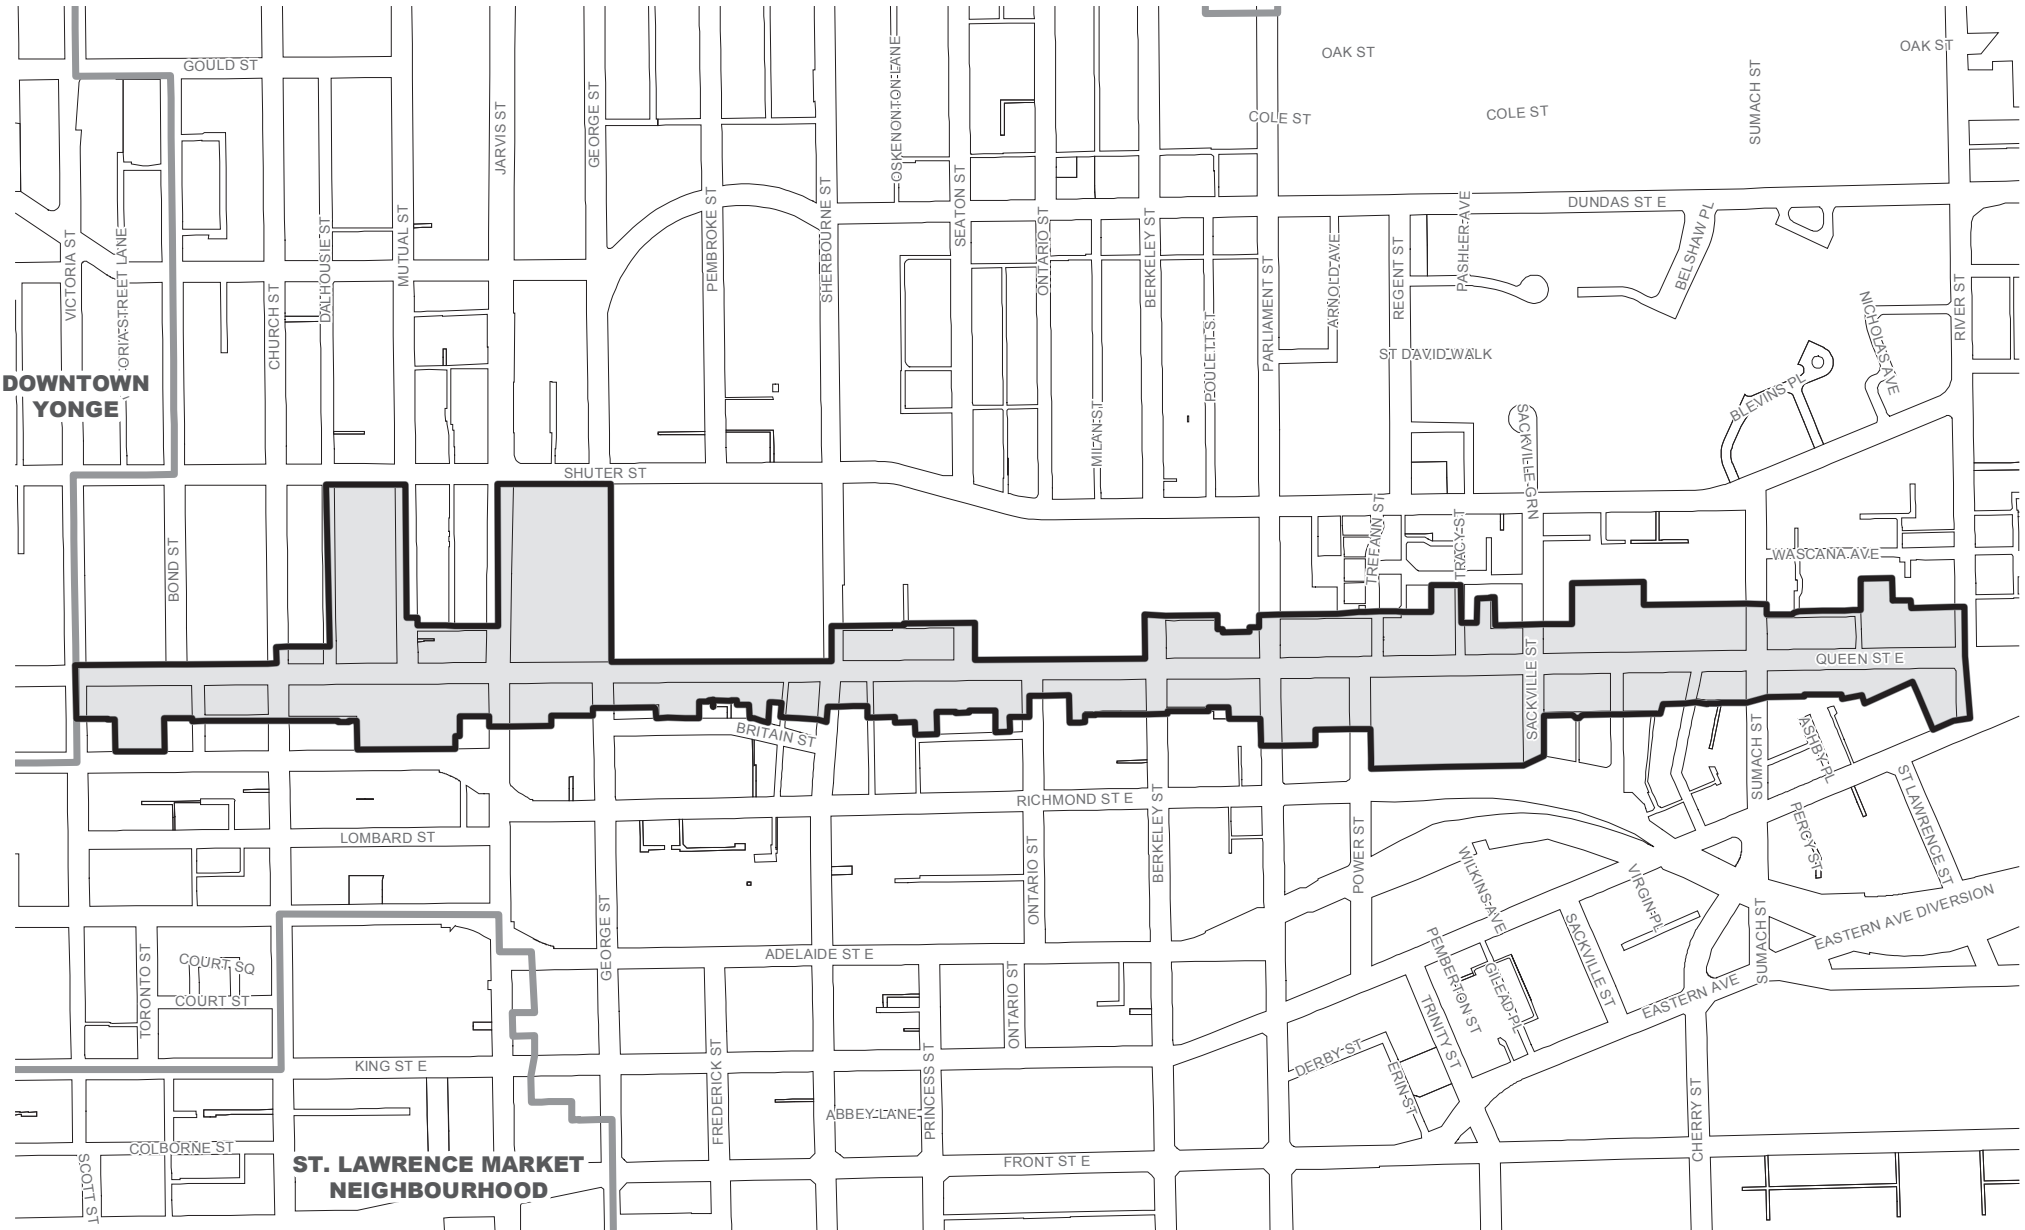 OAK ST
OAK ST
GOULD ST
COLE ST
COLE ST
SUMACH ST
JARVIS ST
GEORGE ST
OSKENONTON LANE
SEATON ST
DUNDAS ST E
PASHLER AVE
BELSHAW PL
VICTORIA ST
DALHOUSIE ST
MUTUAL ST
PEMBROKE ST
SHERBOURNE ST
ONTARIO ST
BERKELEY ST
PARLIAMENT ST
ARNOLD AVE
REGENT ST
CHURCH ST
POULETT ST
NICHOLAS AVE
RIVER ST
ST DAVID WALK
DOWNTOWN
YONGE
BLEVINS PL
MILAN ST
SACKVILLE GRN
SHUTER ST
BOND ST
TREFANN ST
TRACY ST
WASCANA AVE
SACKVILLE ST
QUEEN ST E
BRITAIN ST
SUMACH ST
ASHBY PL
ST LAWRENCE ST
RICHMOND ST E
BERKELEY ST
LOMBARD ST
POWER ST
PERCY ST
ONTARIO ST
WILKINS AVE
VIRGIN PL
GEORGE ST
SACKVILLE ST
SUMACH ST
EASTERN AVE DIVERSION
TORONTO ST
COURT SQ
COURT ST
ADELAIDE ST E
ONTARIO ST
PEMBERTON ST
GILEAD PL
TRINITY ST
EASTERN AVE
KING ST E
FREDERICK ST
PRINCESS ST
DERBY ST
ERIN ST
ABBEY LANE
CHERRY ST
COLBORNE ST
SCOTT ST
ST. LAWRENCE MARKET
NEIGHBOURHOOD
FRONT ST E